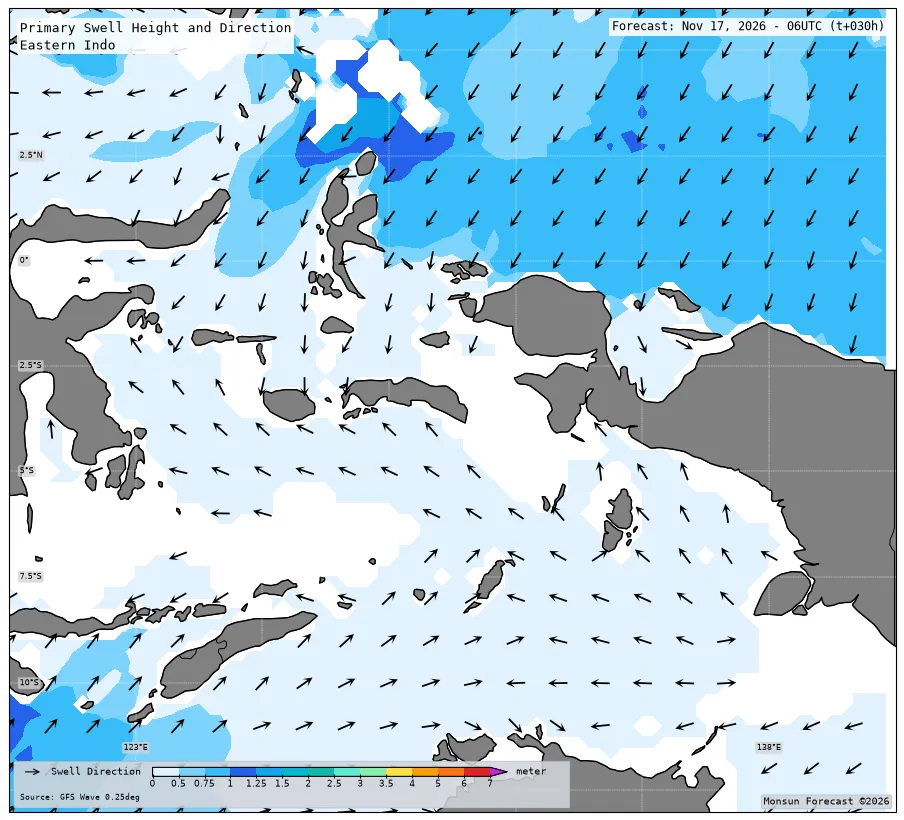 Primary Swell Height and Direction
Eastern Indo
Forecast: Nov 17, 2026 - 06UTC (t+030h)
2.5°N
0°
2.5°S
5°S
7.5°S
10°S
123°E
138°E
Swell Direction
0 0.5 0.75 1 1.25 1.5 2 2.5 3 3.5 4 5 6 7
meter
Source: GFS Wave 0.25deg
Monsun Forecast ©2026